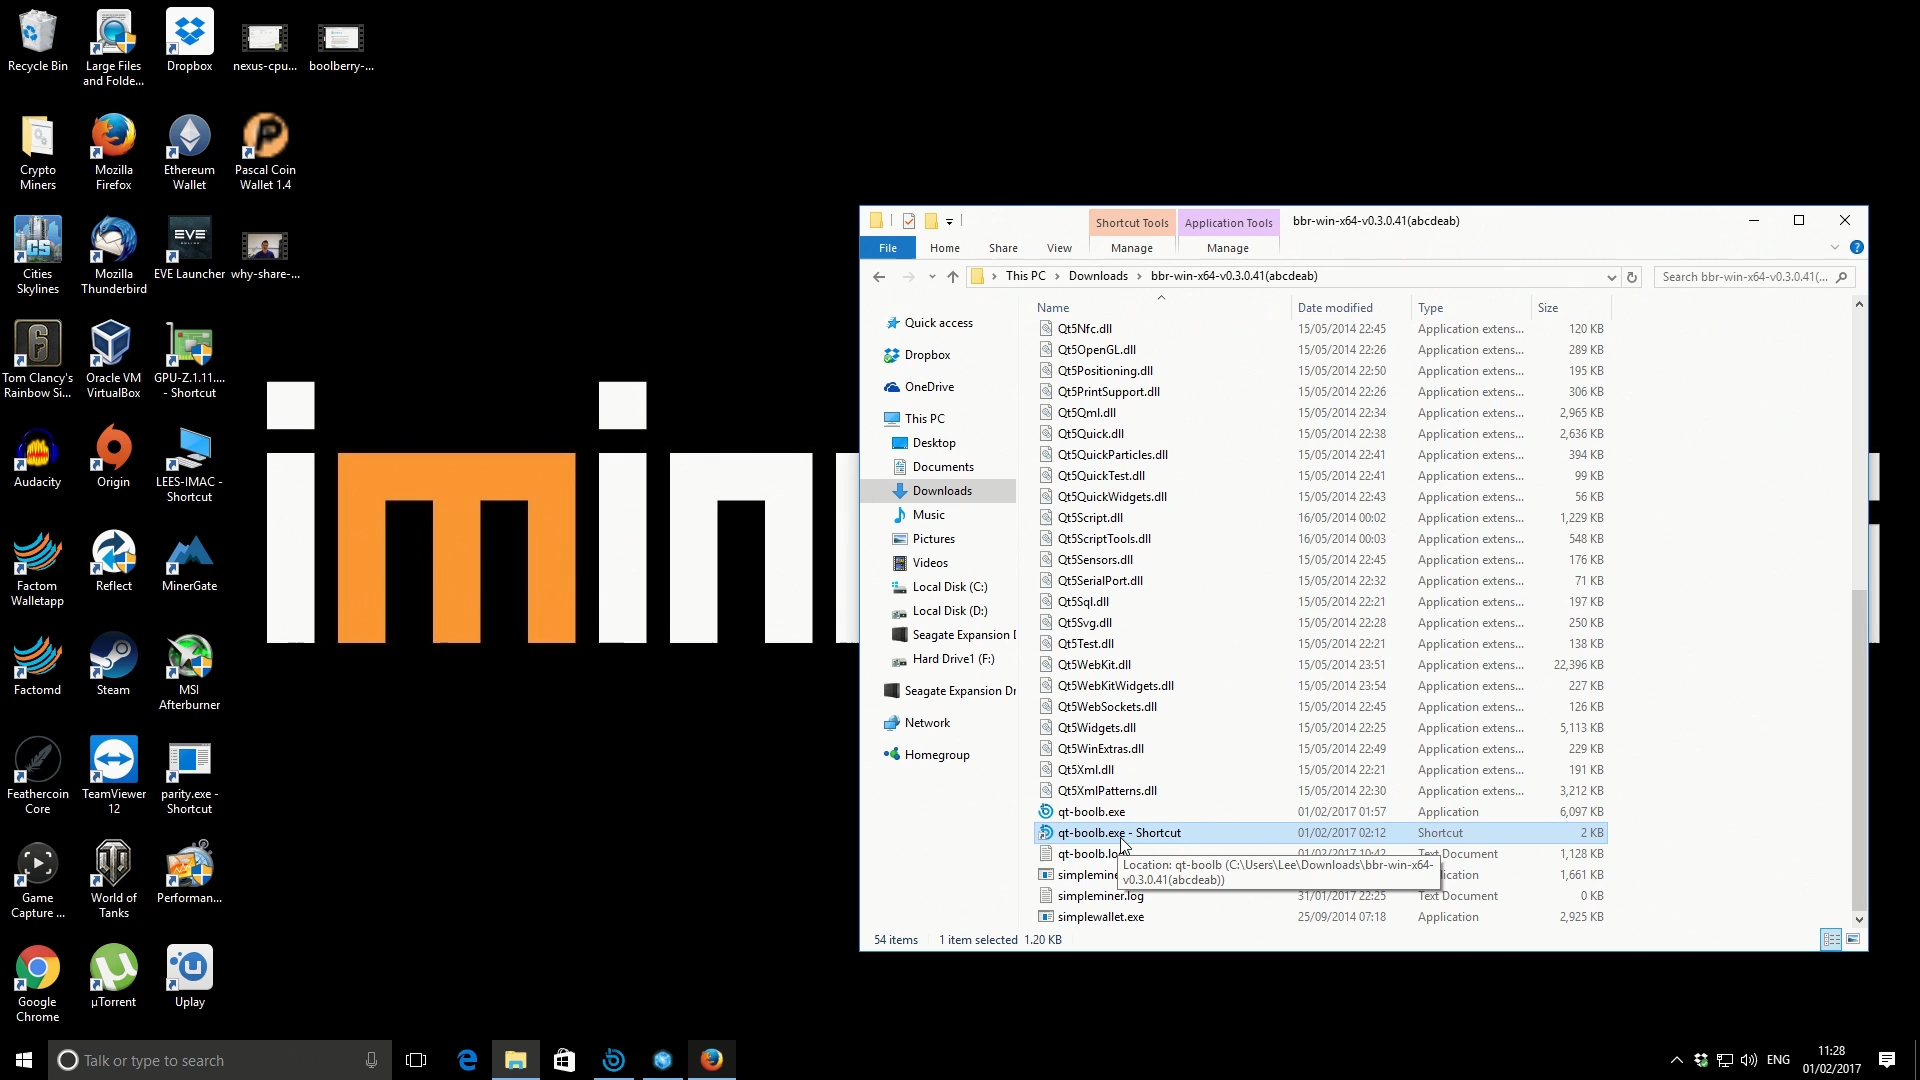 Recycle Bin
Large Files
and Folde...
Dropbox
nexus-cpu...
boolberry-...
Crypto
Miners
Mozilla
Firefox
Ethereum
Wallet
Pascal Coin
Wallet 1.4
Cities
Skylines
Mozilla
Thunderbird
EVE Launcher
why-share-...
Tom Clancy's
Rainbow Si...
Oracle VM
VirtualBox
GPU-Z.1.11....
- Shortcut
Audacity
Origin
LEES-IMAC -
Shortcut
Factom
Walletapp
Reflect
MinerGate
Factomd
Steam
MSI
Afterburner
Feathercoin
Core
TeamViewer
12
parity.exe -
Shortcut
Game
Capture ...
World of
Tanks
Performan...
Google
Chrome
µTorrent
Uplay
imin
Shortcut Tools
Application Tools
bbr-win-x64-v0.3.0.41(abcdeab)
File
Home
Share
View
Manage
Manage
This PC
Downloads
bbr-win-x64-v0.3.0.41(abcdeab)
Search bbr-win-x64-v0.3.0.41(...
Quick access
Dropbox
OneDrive
This PC
Desktop
Documents
Downloads
Music
Pictures
Videos
Local Disk (C:)
Local Disk (D:)
Seagate Expansion D
Hard Drive1 (F:)
Seagate Expansion Dr
Network
Homegroup
Name Date modified Type Size
Qt5Nfc.dll 15/05/2014 22:45 Application extens... 120 KB
Qt5OpenGL.dll 15/05/2014 22:26 Application extens... 289 KB
Qt5Positioning.dll 15/05/2014 22:50 Application extens... 195 KB
Qt5PrintSupport.dll 15/05/2014 22:26 Application extens... 306 KB
Qt5Qml.dll 15/05/2014 22:34 Application extens... 2,965 KB
Qt5Quick.dll 15/05/2014 22:38 Application extens... 2,636 KB
Qt5QuickParticles.dll 15/05/2014 22:41 Application extens... 394 KB
Qt5QuickTest.dll 15/05/2014 22:41 Application extens... 99 KB
Qt5QuickWidgets.dll 15/05/2014 22:43 Application extens... 56 KB
Qt5Script.dll 16/05/2014 00:02 Application extens... 1,229 KB
Qt5ScriptTools.dll 16/05/2014 00:03 Application extens... 548 KB
Qt5Sensors.dll 15/05/2014 22:45 Application extens... 176 KB
Qt5SerialPort.dll 15/05/2014 22:32 Application extens... 71 KB
Qt5Sql.dll 15/05/2014 22:21 Application extens... 197 KB
Qt5Svg.dll 15/05/2014 22:28 Application extens... 250 KB
Qt5Test.dll 15/05/2014 22:21 Application extens... 138 KB
Qt5WebKit.dll 15/05/2014 23:51 Application extens... 22,396 KB
Qt5WebKitWidgets.dll 15/05/2014 23:54 Application extens... 227 KB
Qt5WebSockets.dll 15/05/2014 22:45 Application extens... 126 KB
Qt5Widgets.dll 15/05/2014 22:25 Application extens... 5,113 KB
Qt5WinExtras.dll 15/05/2014 22:49 Application extens... 229 KB
Qt5Xml.dll 15/05/2014 22:21 Application extens... 191 KB
Qt5XmlPatterns.dll 15/05/2014 22:30 Application extens... 3,212 KB
qt-boolb.exe 01/02/2017 01:57 Application 6,097 KB
qt-boolb.exe - Shortcut 01/02/2017 02:12 Shortcut 2 KB
qt-boolb.lo 01/02/2017 10:42 Text Document 1,128 KB
Location: qt-boolb (C:\Users\Lee\Downloads\bbr-win-x64-
v0.3.0.41(abcdeab))
simplemine ication 1,661 KB
simpleminer.log 31/01/2017 22:25 Text Document 0 KB
simplewallet.exe 25/09/2014 07:18 Application 2,925 KB
54 items 1 item selected 1.20 KB
Talk or type to search
ENG
11:28
01/02/2017